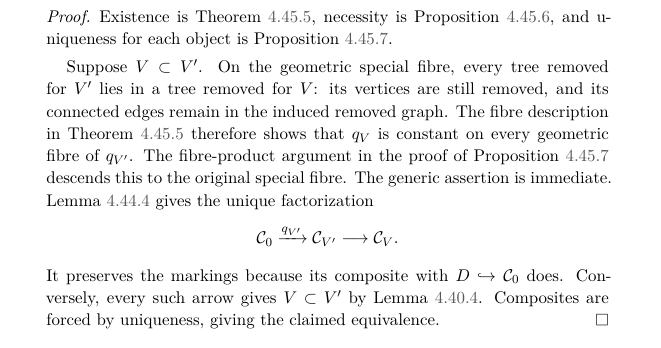 Proof. Existence is Theorem 4.45.5, necessity is Proposition 4.45.6, and u-
niqueness for each object is Proposition 4.45.7.
Suppose V ⊂ V′. On the geometric special fibre, every tree removed
for V′ lies in a tree removed for V: its vertices are still removed, and its
connected edges remain in the induced removed graph. The fibre description
in Theorem 4.45.5 therefore shows that q_V is constant on every geometric
fibre of q_{V′}. The fibre-product argument in the proof of Proposition 4.45.7
descends this to the original special fibre. The generic assertion is immediate.
Lemma 4.44.4 gives the unique factorization
𝒞₀ —q_{V′}→ 𝒞_{V′} ⟶ 𝒞_V.
It preserves the markings because its composite with D ↪ 𝒞₀ does. Con-
versely, every such arrow gives V ⊂ V′ by Lemma 4.40.4. Composites are
forced by uniqueness, giving the claimed equivalence. □